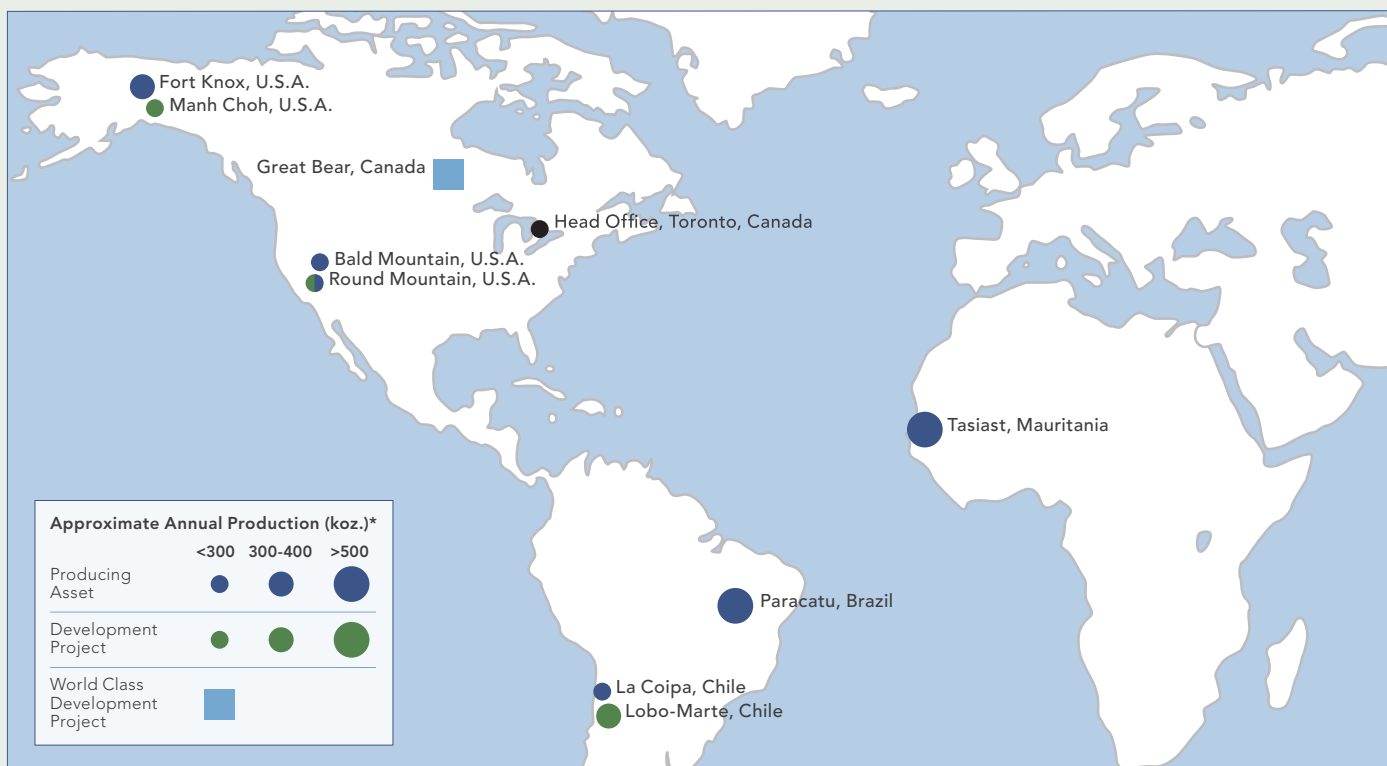 Fort Knox, U.S.A.
Manh Choh, U.S.A.
Great Bear, Canada
Head Office, Toronto, Canada
Bald Mountain, U.S.A.
Round Mountain, U.S.A.
Tasiast, Mauritania
Paracatu, Brazil
La Coipa, Chile
Lobo-Marte, Chile
Approximate Annual Production (koz.)*
<300 300-400 >500
Producing
Asset
Development
Project
World Class
Development
Project